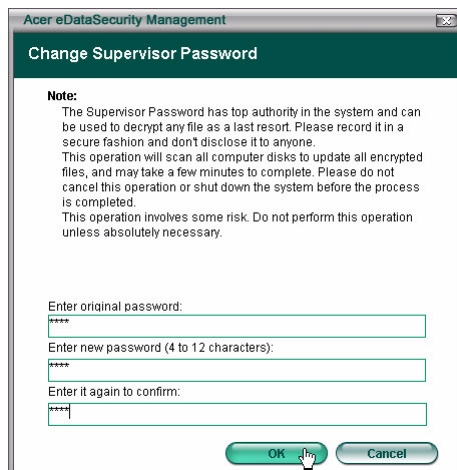 Acer eDataSecurity Management
Change Supervisor Password
Note:
The Supervisor Password has top authority in the system and can
be used to decrypt any file as a last resort. Please record it in a
secure fashion and don't disclose it to anyone.
This operation will scan all computer disks to update all encrypted
files, and may take a few minutes to complete. Please do not
cancel this operation or shut down the system before the process
is completed.
This operation involves some risk. Do not perform this operation
unless absolutely necessary.
Enter original password:
****
Enter new password (4 to 12 characters):
****
Enter it again to confirm:
****
OK Cancel